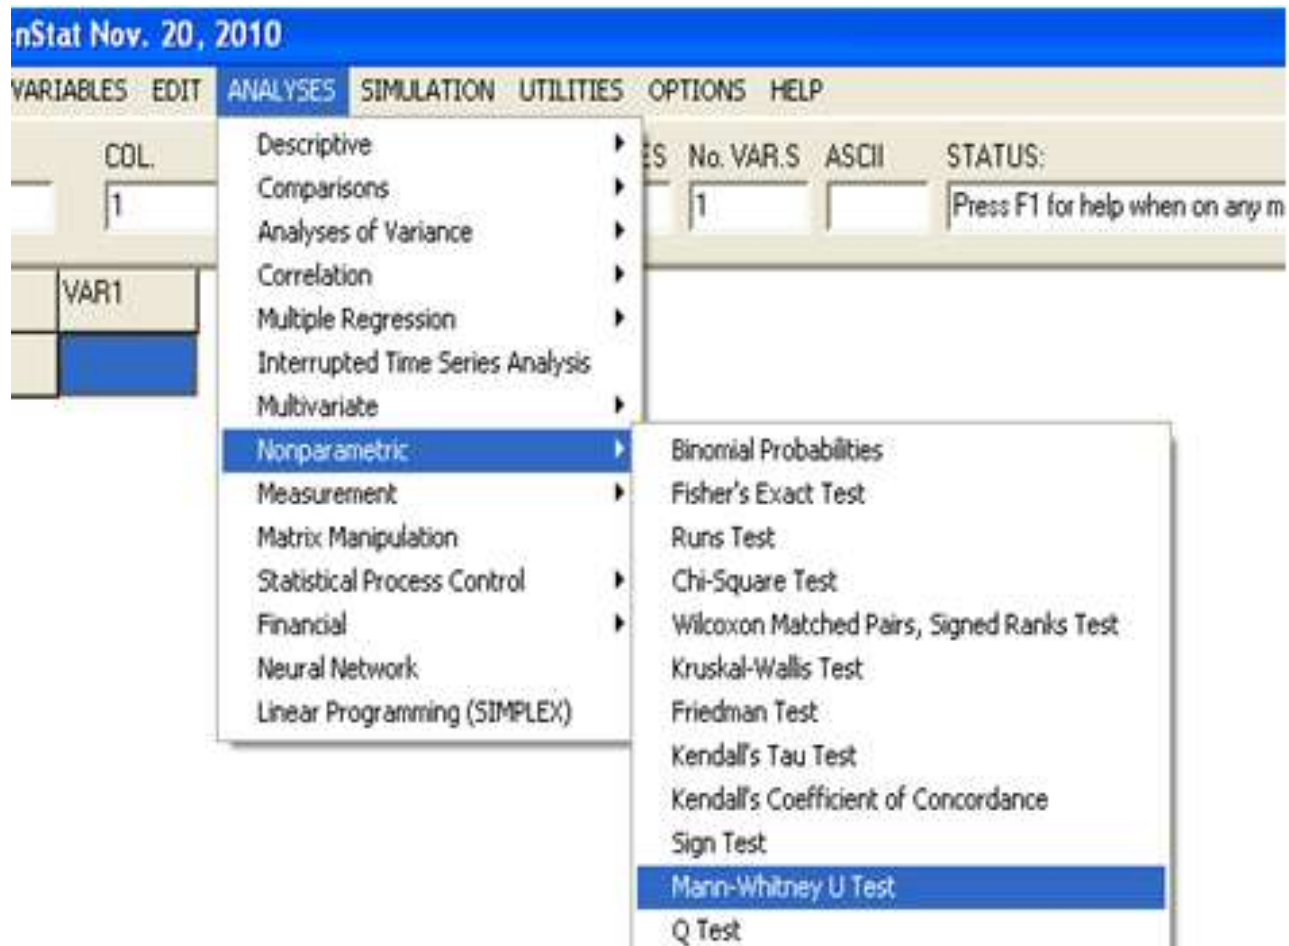 nStat Nov. 20, 2010
VARIABLES EDIT ANALYSES SIMULATION UTILITIES OPTIONS HELP
COL. ES No. VAR.S ASCII STATUS:
1 1 Press F1 for help when on any m
VAR1
Descriptive
Comparisons
Analyses of Variance
Correlation
Multiple Regression
Interrupted Time Series Analysis
Multivariate
Nonparametric
Measurement
Matrix Manipulation
Statistical Process Control
Financial
Neural Network
Linear Programming (SIMPLEX)
Binomial Probabilities
Fisher's Exact Test
Runs Test
Chi-Square Test
Wilcoxon Matched Pairs, Signed Ranks Test
Kruskal-Wallis Test
Friedman Test
Kendall's Tau Test
Kendall's Coefficient of Concordance
Sign Test
Mann-Whitney U Test
Q Test